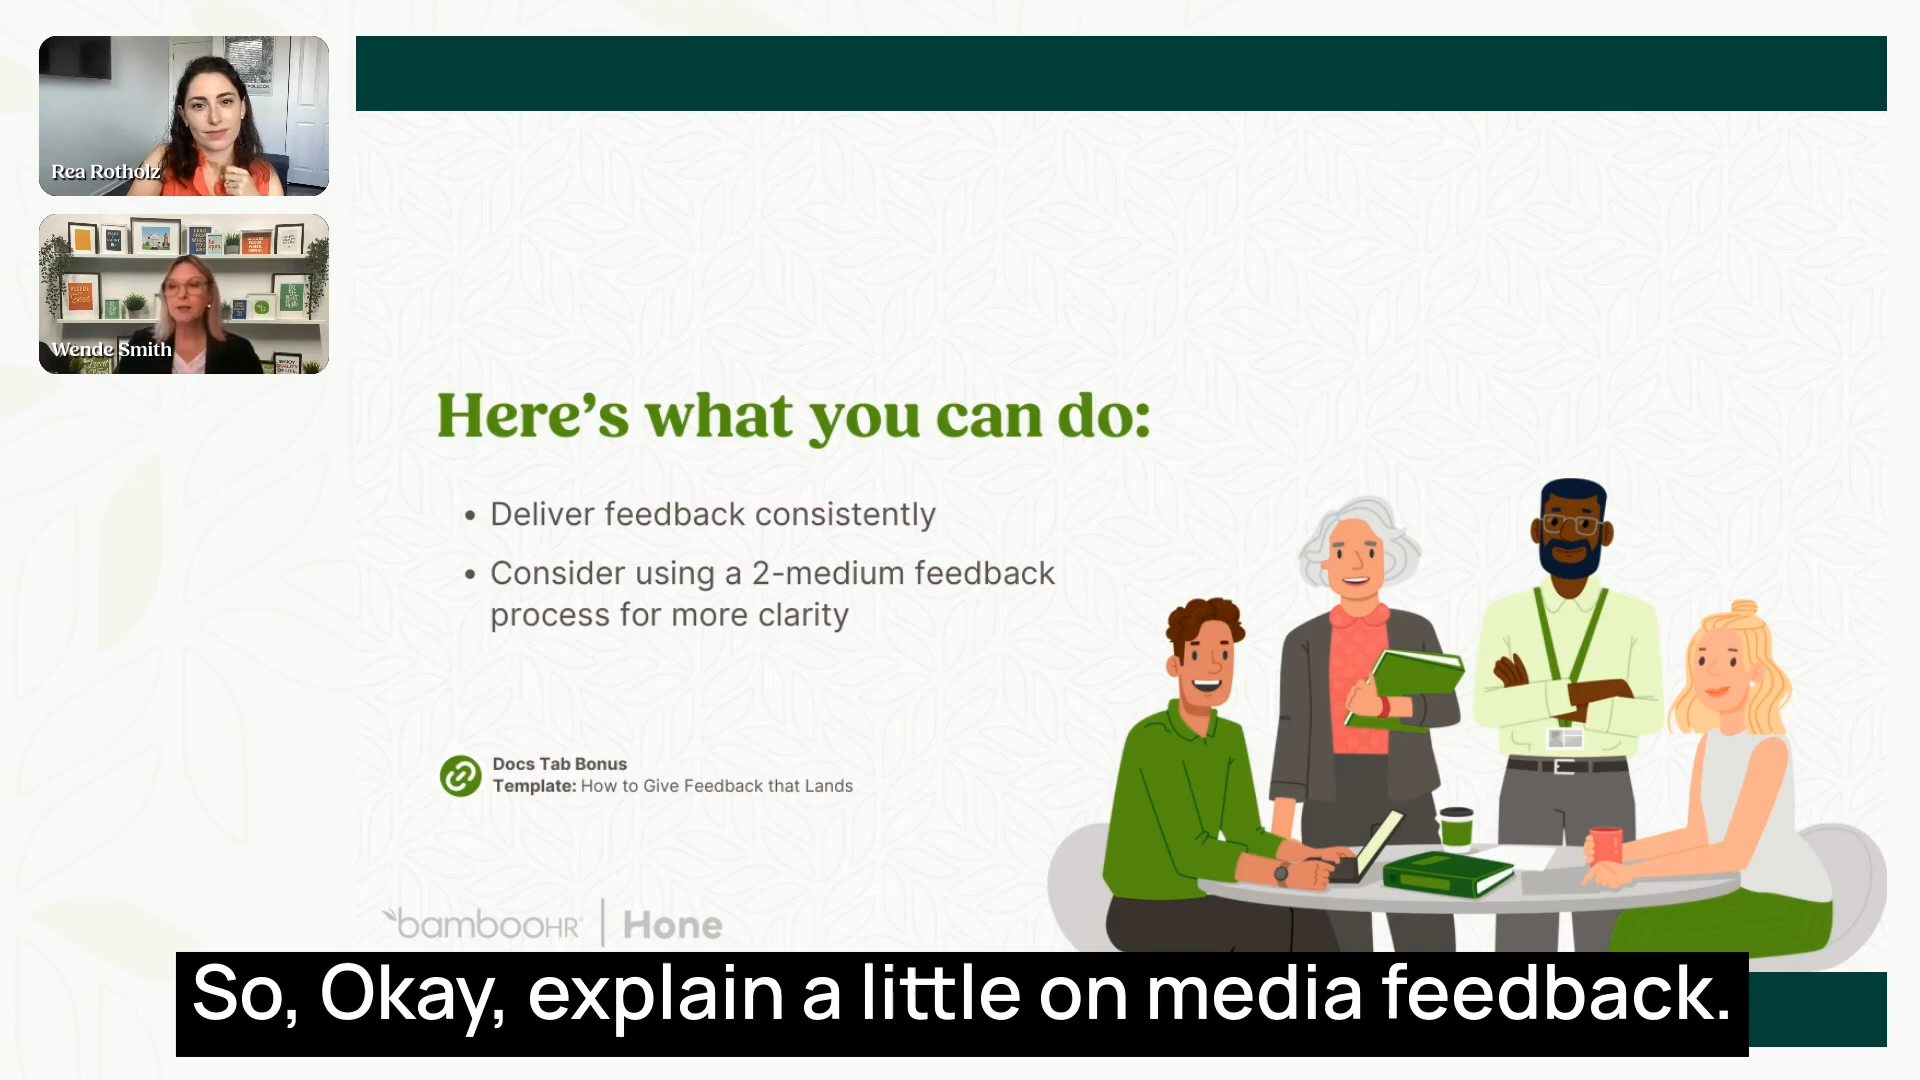 Rea Rotholz
Wende Smith
Here's what you can do:
• Deliver feedback consistently
• Consider using a 2-medium feedback
process for more clarity
Docs Tab Bonus
Template: How to Give Feedback that Lands
bambooHR | Hone
So, Okay, explain a little on media feedback.